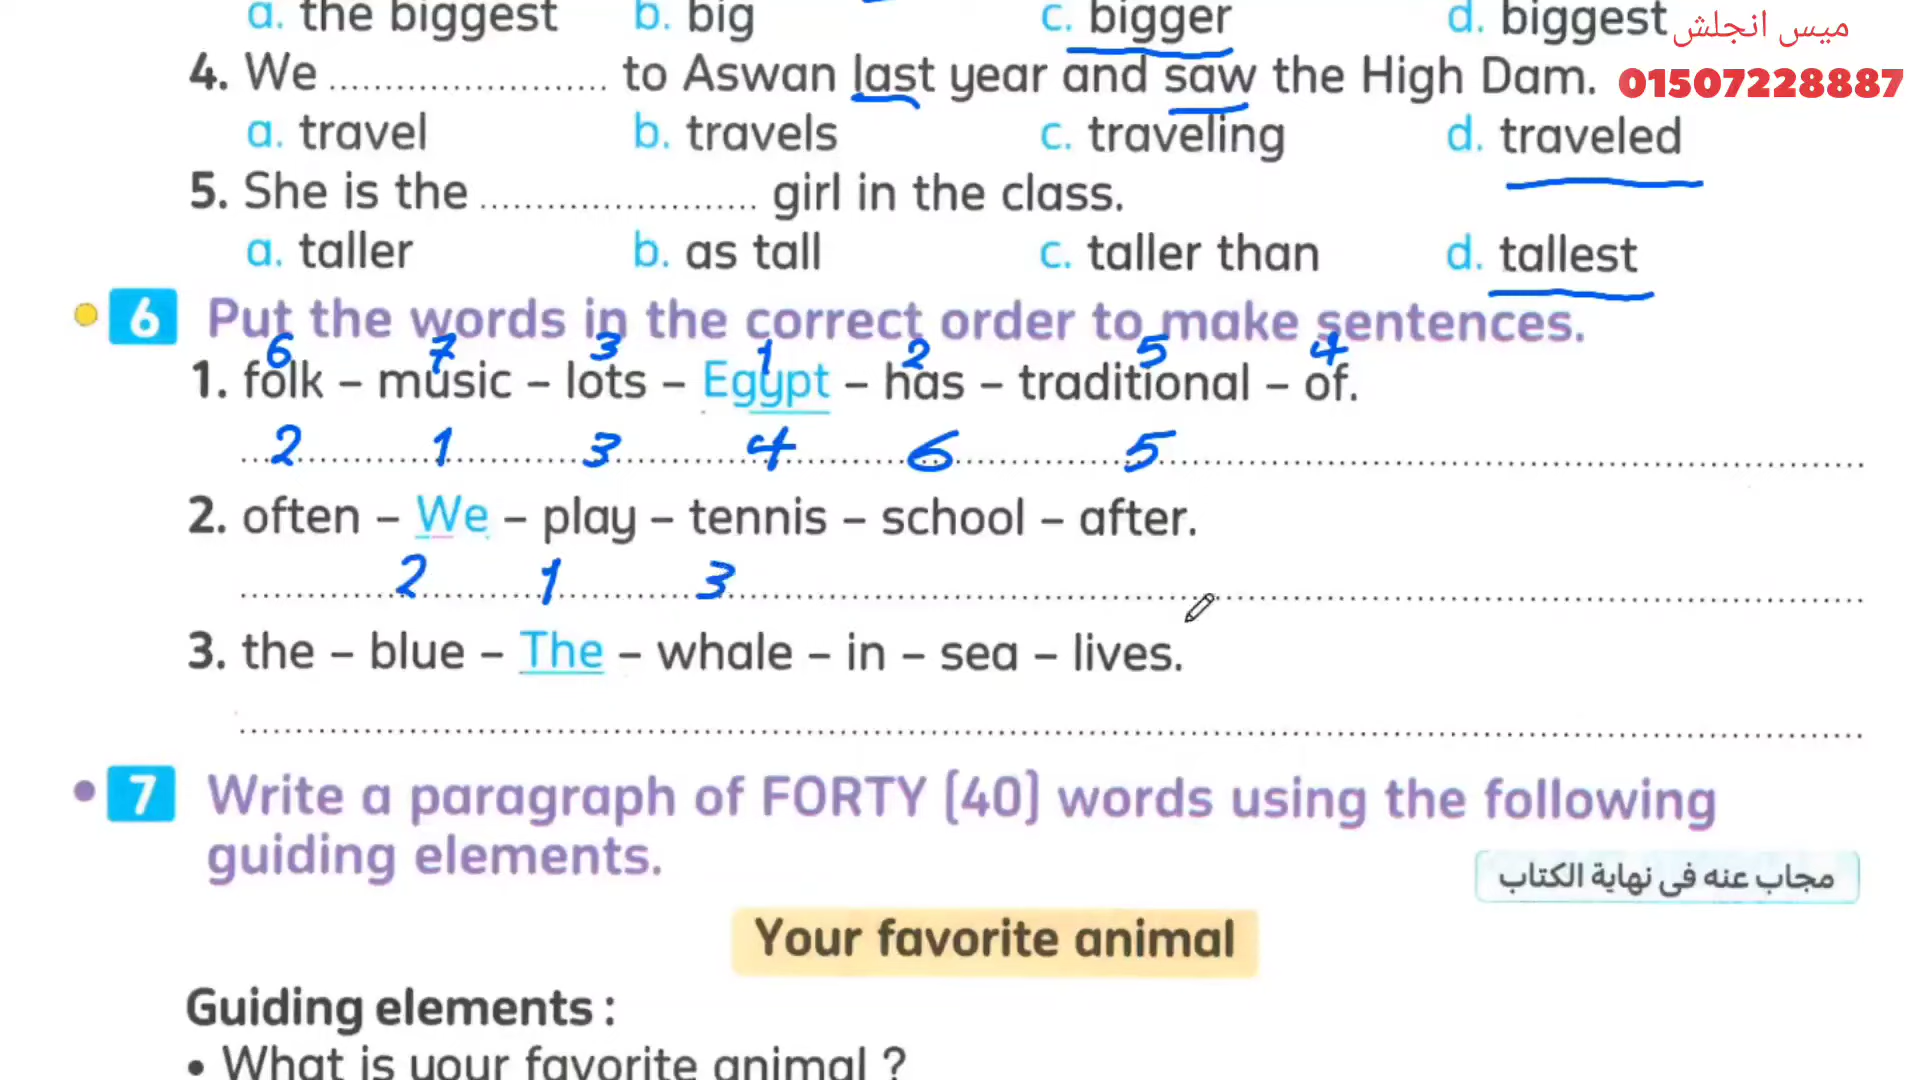 a. the biggest b. big c. bigger d. biggest
ميس انجلش
4. We ........................ to Aswan last year and saw the High Dam.
01507228887
a. travel b. travels c. traveling d. traveled
5. She is the ........................ girl in the class.
a. taller b. as tall c. taller than d. tallest
6 Put the words in the correct order to make sentences.
6 7 3 1 2 5 4
1. folk – music – lots – Egypt – has – traditional – of.
2 1 3 4 6 5
2. often – We – play – tennis – school – after.
2 1 3
3. the – blue – The – whale – in – sea – lives.
7 Write a paragraph of FORTY (40) words using the following
guiding elements.
مجاب عنه فى نهاية الكتاب
Your favorite animal
Guiding elements :
• What is your favorite animal ?